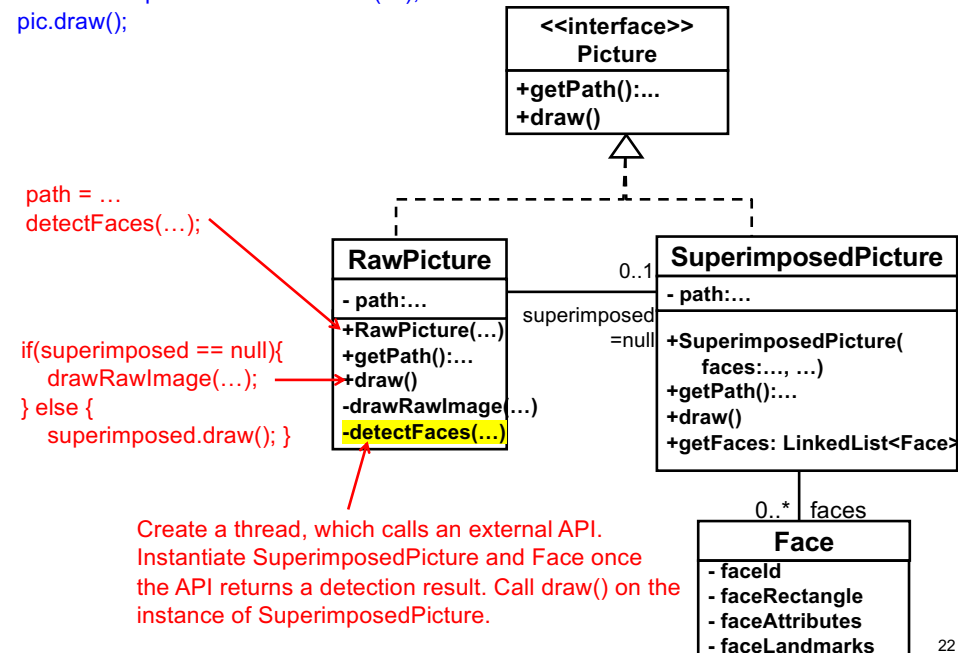 pic.draw();
<<interface>>
Picture
+getPath():...
+draw()
path = …
detectFaces(…);
if(superimposed == null){
drawRawImage(…);
} else {
superimposed.draw(); }
RawPicture
- path:…
+RawPicture(…)
+getPath():…
+draw()
-drawRawImage(…)
-detectFaces(…)
0..1
superimposed
=null
SuperimposedPicture
- path:…
+SuperimposedPicture(
faces:…, …)
+getPath():…
+draw()
+getFaces: LinkedList<Face>
0..* faces
Face
- faceId
- faceRectangle
- faceAttributes
- faceLandmarks
Create a thread, which calls an external API.
Instantiate SuperimposedPicture and Face once
the API returns a detection result. Call draw() on the
instance of SuperimposedPicture.
22